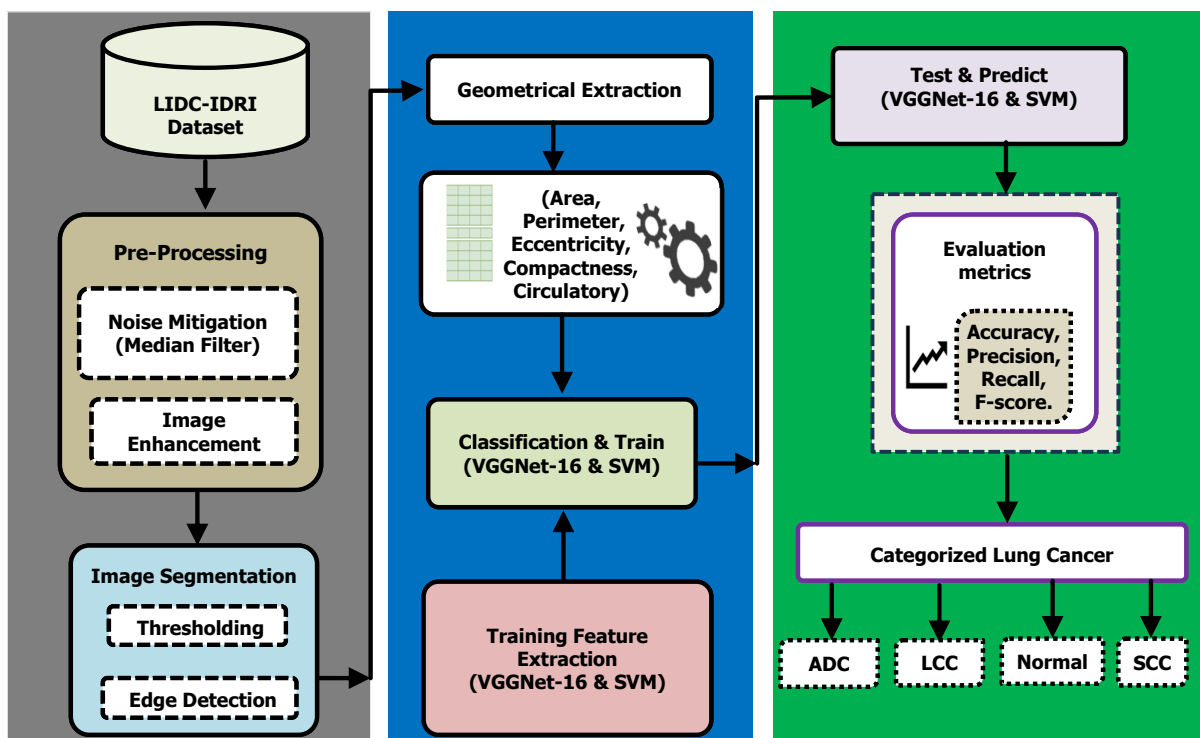 LIDC-IDRI
Dataset
Pre-Processing
Noise Mitigation
(Median Filter)
Image
Enhancement
Image Segmentation
Thresholding
Edge Detection
Geometrical Extraction
(Area,
Perimeter,
Eccentricity,
Compactness,
Circulatory)
Classification & Train
(VGGNet-16 & SVM)
Training Feature
Extraction
(VGGNet-16 & SVM)
Test & Predict
(VGGNet-16 & SVM)
Evaluation
metrics
Accuracy,
Precision,
Recall,
F-score.
Categorized Lung Cancer
ADC
LCC
Normal
SCC